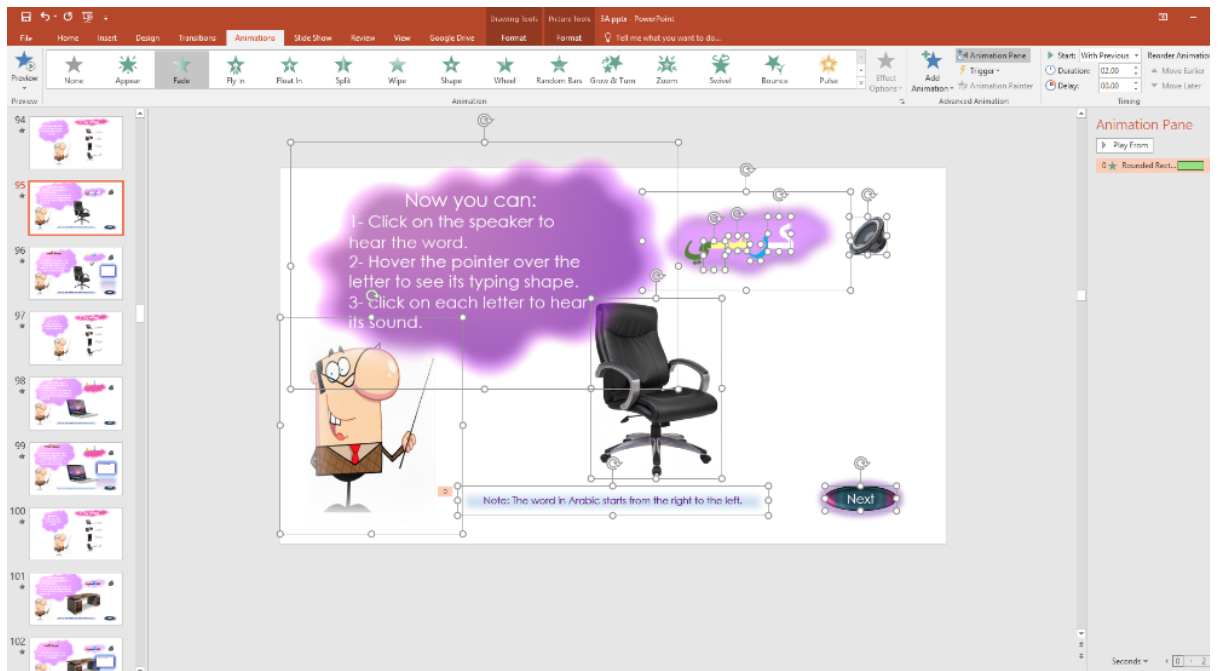 Drawing Tools Picture Tools SA.pptx - PowerPoint
File Home Insert Design Transitions Animations Slide Show Review View Google Drive Format Format Tell me what you want to do...
Preview
None Appear Fade Fly In Float In Split Wipe Shape Wheel Random Bars Grow & Turn Zoom Swivel Bounce Pulse
Effect Options
Add Animation
Animation Pane
Trigger
Animation Painter
Start: With Previous
Duration: 02.00
Delay: 00.00
Reorder Animation
Move Earlier
Move Later
Preview Animation Advanced Animation Timing
94
95
96
97
98
99
100
101
102
Now you can:
1- Click on the speaker to
hear the word.
2- Hover the pointer over the
letter to see its typing shape.
3- Click on each letter to hear
its sound.
كرسي
0
Note: The word in Arabic starts from the right to the left.
Next
Animation Pane
Play From
0 Rounded Rect...
Seconds 0 2